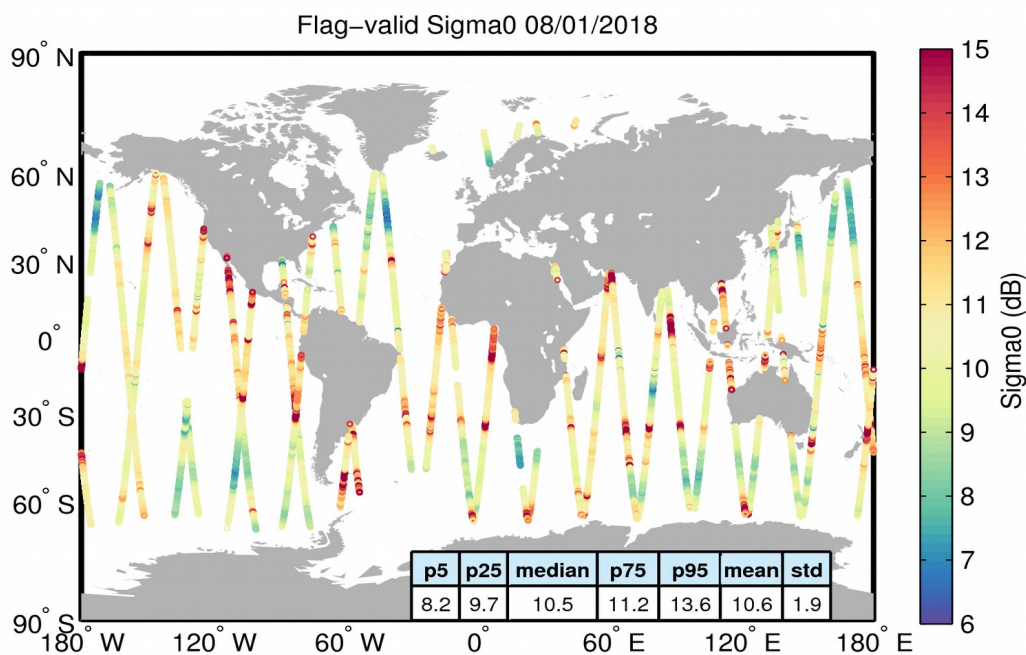 Flag−valid Sigma0 08/01/2018
90° N
60° N
30° N
0°
30° S
60° S
90° S
180° W
120° W
60° W
0°
60° E
120° E
180° E
p5 p25 median p75 p95 mean std
8.2 9.7 10.5 11.2 13.6 10.6 1.9
15
14
13
12
11
10
9
8
7
6
Sigma0 (dB)